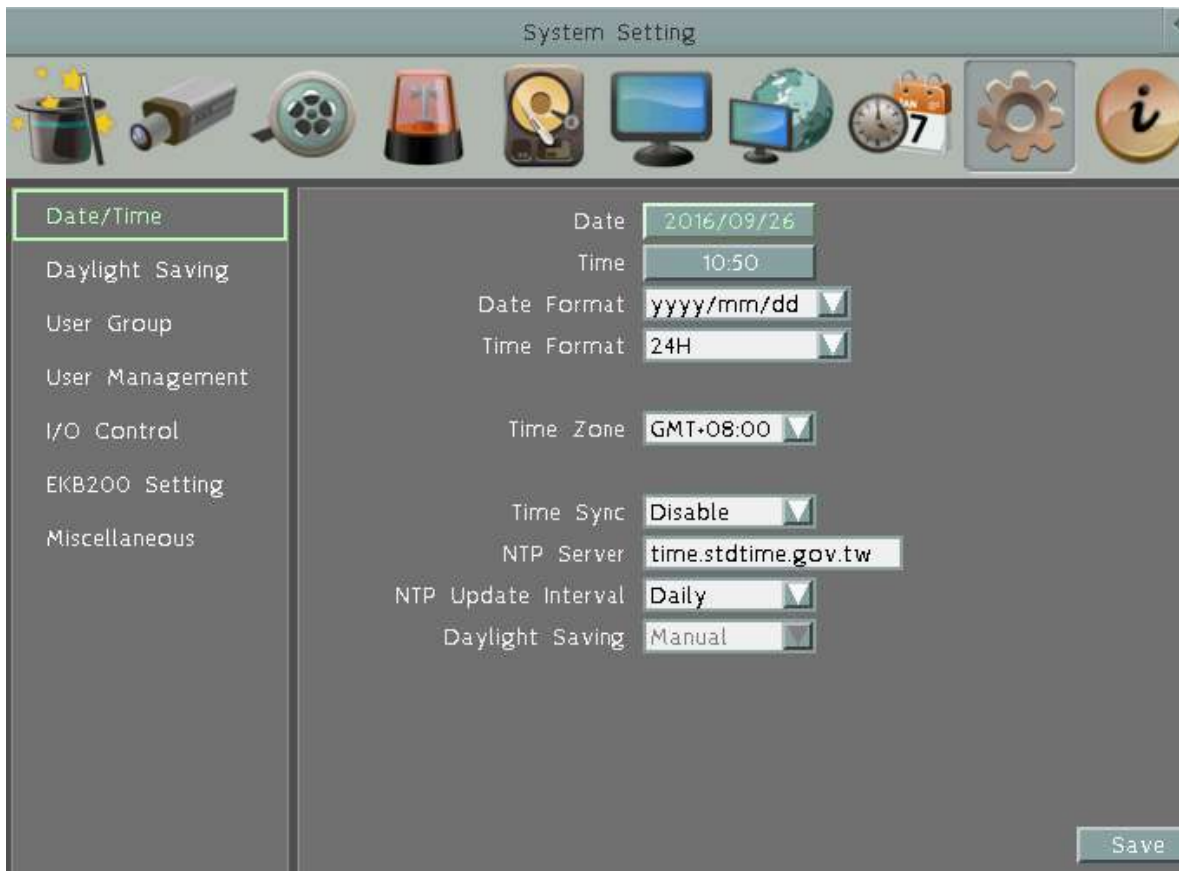 System Setting
JAN
7
i
Date/Time
Daylight Saving
User Group
User Management
I/O Control
EKB200 Setting
Miscellaneous
Date 2016/09/26
Time 10:50
Date Format yyyy/mm/dd
Time Format 24H
Time Zone GMT+08:00
Time Sync Disable
NTP Server time.stdtime.gov.tw
NTP Update Interval Daily
Daylight Saving Manual
Save